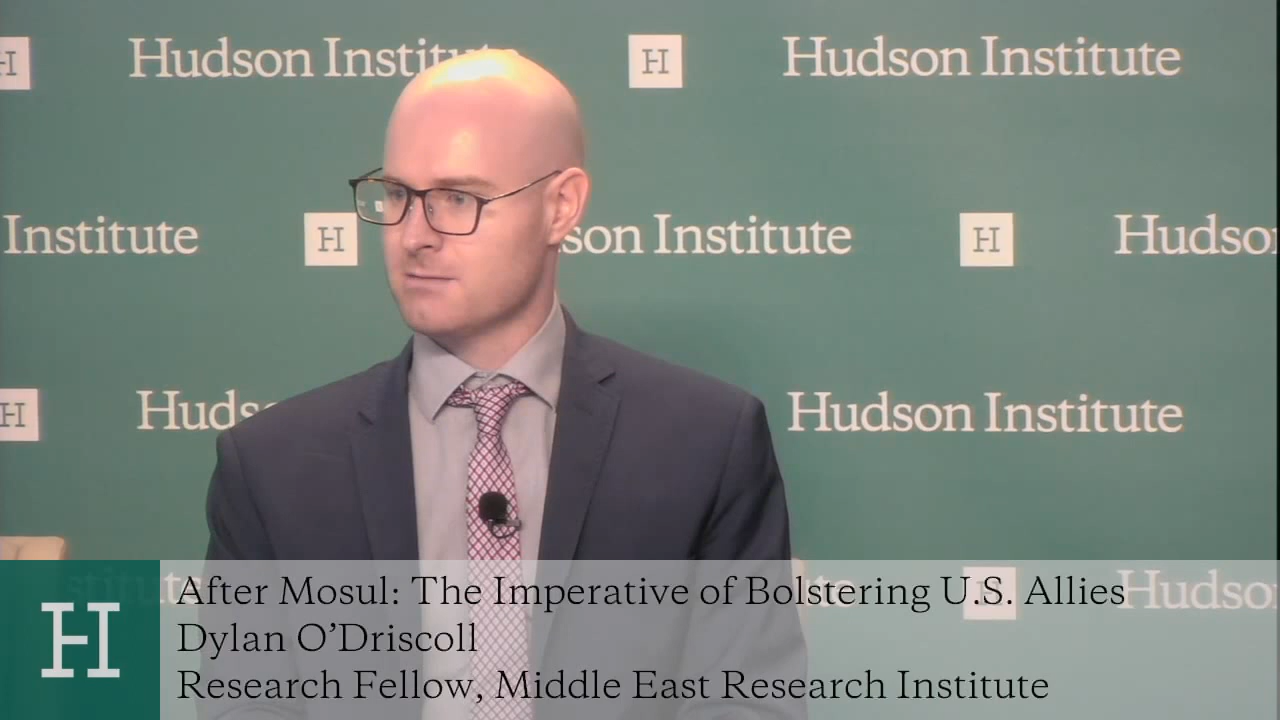 H Hudson Institute H Hudson Institute
Institute H son Institute H Hudso
H Huds Hudson Institute
H Hudso
After Mosul: The Imperative of Bolstering U.S. Allies
H
Dylan O'Driscoll
Research Fellow, Middle East Research Institute